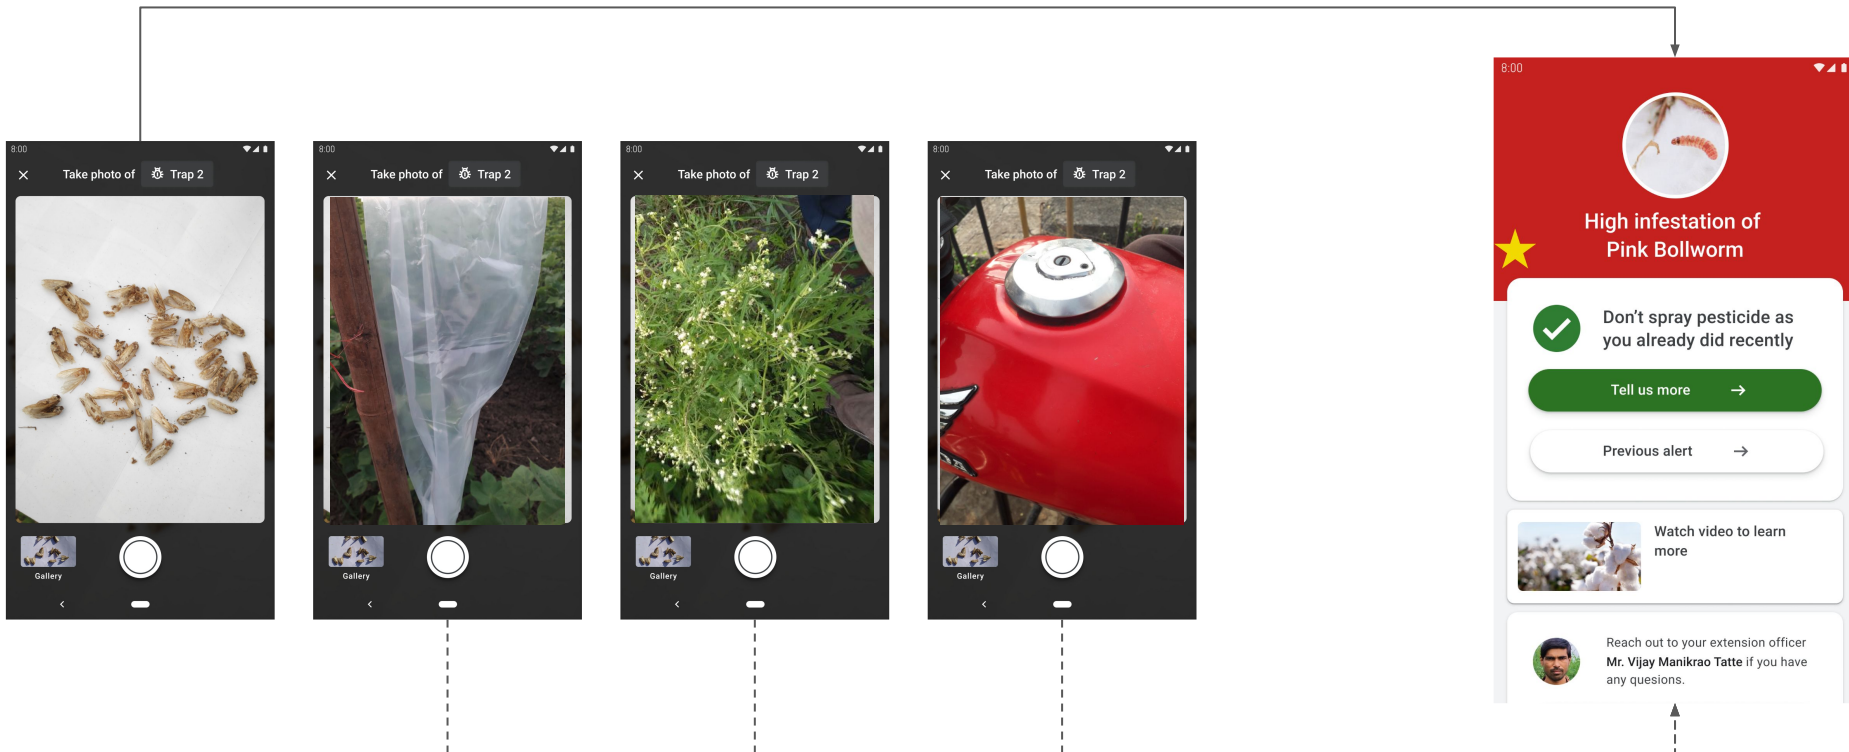 8:00
Take photo of Trap 2
Gallery
8:00
Take photo of Trap 2
Gallery
8:00
Take photo of Trap 2
Gallery
8:00
Take photo of Trap 2
Gallery
8:00
High infestation of
Pink Bollworm
Don't spray pesticide as
you already did recently
Tell us more
Previous alert
Watch video to learn
more
Reach out to your extension officer
Mr. Vijay Manikrao Tatte if you have
any quesions.